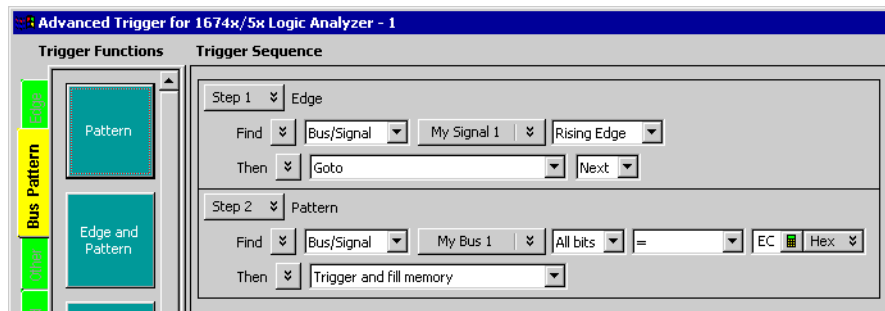 Advanced Trigger for 1674x/5x Logic Analyzer - 1
Trigger Functions Trigger Sequence
Edge
Bus Pattern
Other
Pattern
Edge and
Pattern
Step 1 Edge
Find Bus/Signal My Signal 1 Rising Edge
Then Goto Next
Step 2 Pattern
Find Bus/Signal My Bus 1 All bits = EC Hex
Then Trigger and fill memory